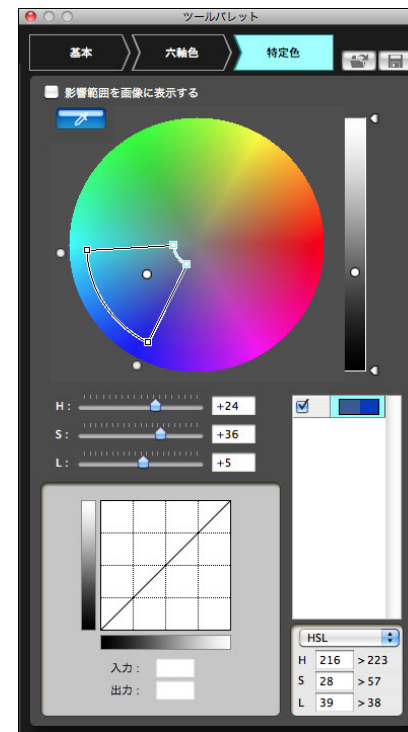 ツールパレット
基本 六軸色 特定色
影響範囲を画像に表示する
H: +24
S: +36
L: +5
入力:
出力:
HSL
H 216 >223
S 28 >57
L 39 >38